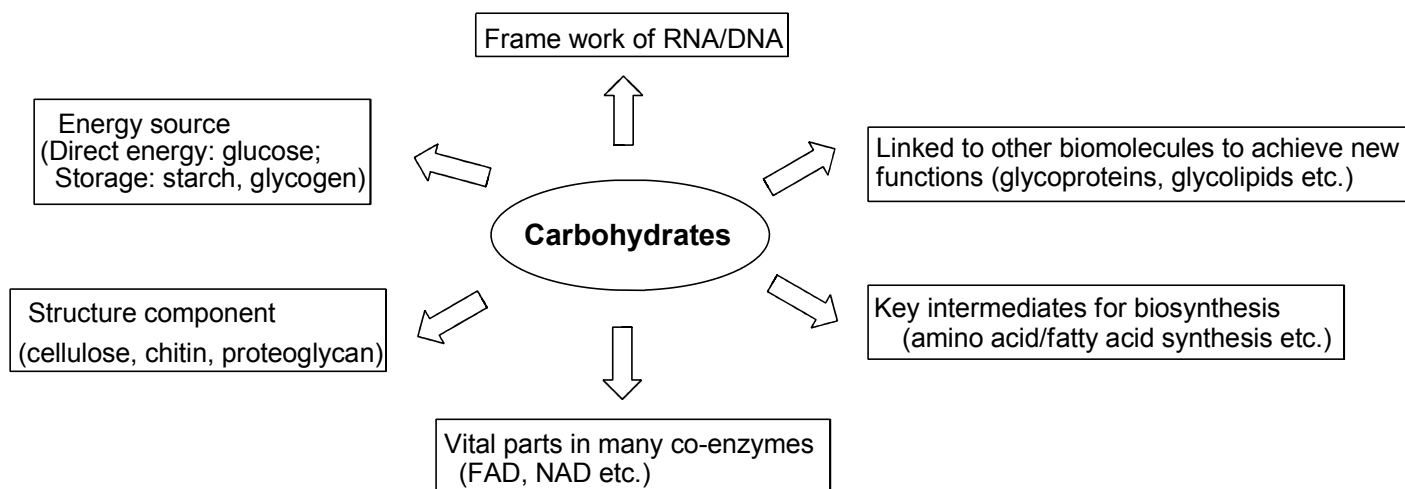 Frame work of RNA/DNA
Energy source
(Direct energy: glucose;
Storage: starch, glycogen)
Linked to other biomolecules to achieve new
functions (glycoproteins, glycolipids etc.)
Carbohydrates
Structure component
(cellulose, chitin, proteoglycan)
Key intermediates for biosynthesis
(amino acid/fatty acid synthesis etc.)
Vital parts in many co-enzymes
(FAD, NAD etc.)